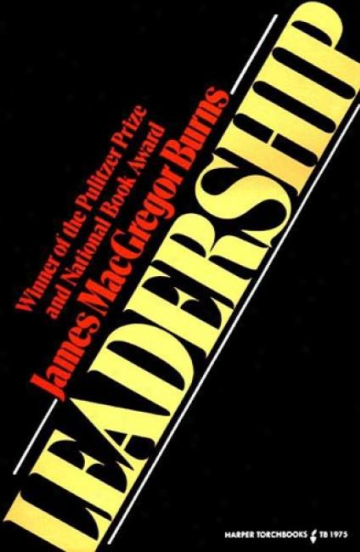 Winner of the Pulitzer Prize
and National Book Award
James MacGregor Burns
LEADERSHIP
HARPER TORCHBOOKS TB 1975